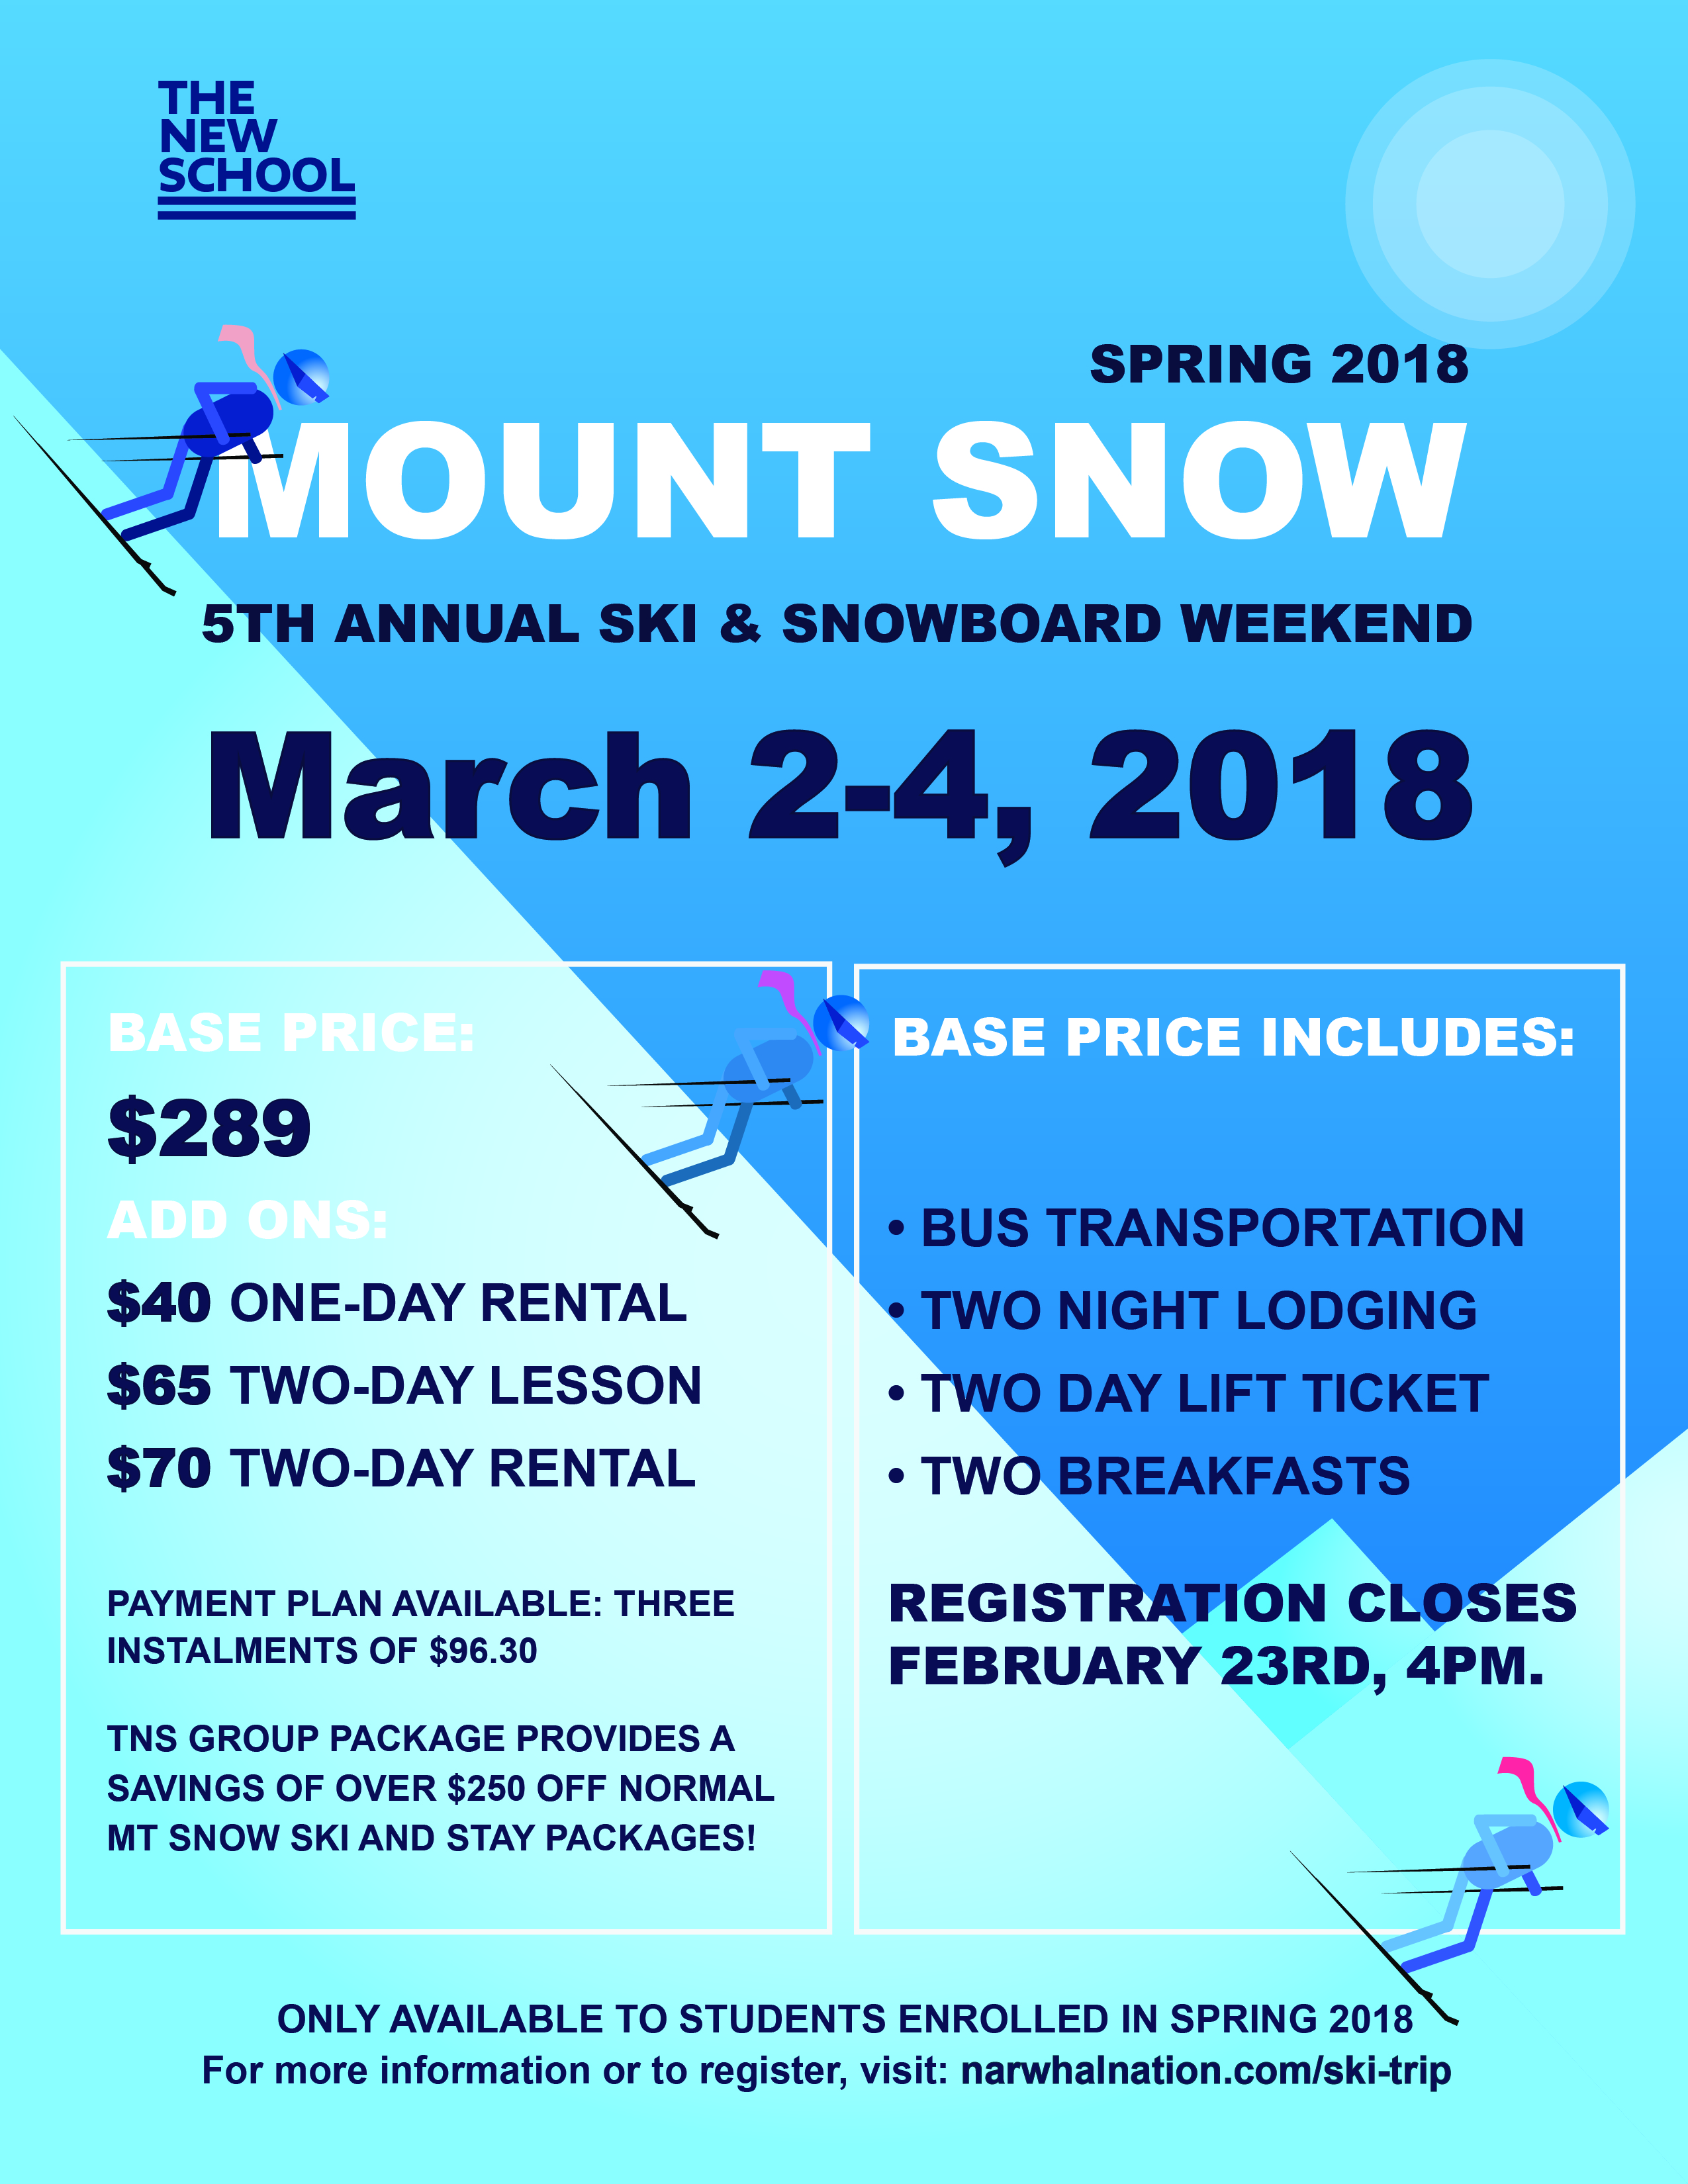 THE
NEW
SCHOOL
SPRING 2018
MOUNT SNOW
5TH ANNUAL SKI & SNOWBOARD WEEKEND
March 2-4, 2018
BASE PRICE:
$289
ADD ONS:
$40 ONE-DAY RENTAL
$65 TWO-DAY LESSON
$70 TWO-DAY RENTAL
PAYMENT PLAN AVAILABLE: THREE
INSTALMENTS OF $96.30
TNS GROUP PACKAGE PROVIDES A
SAVINGS OF OVER $250 OFF NORMAL
MT SNOW SKI AND STAY PACKAGES!
BASE PRICE INCLUDES:
• BUS TRANSPORTATION
• TWO NIGHT LODGING
• TWO DAY LIFT TICKET
• TWO BREAKFASTS
REGISTRATION CLOSES
FEBRUARY 23RD, 4PM.
ONLY AVAILABLE TO STUDENTS ENROLLED IN SPRING 2018
For more information or to register, visit: narwhalnation.com/ski-trip